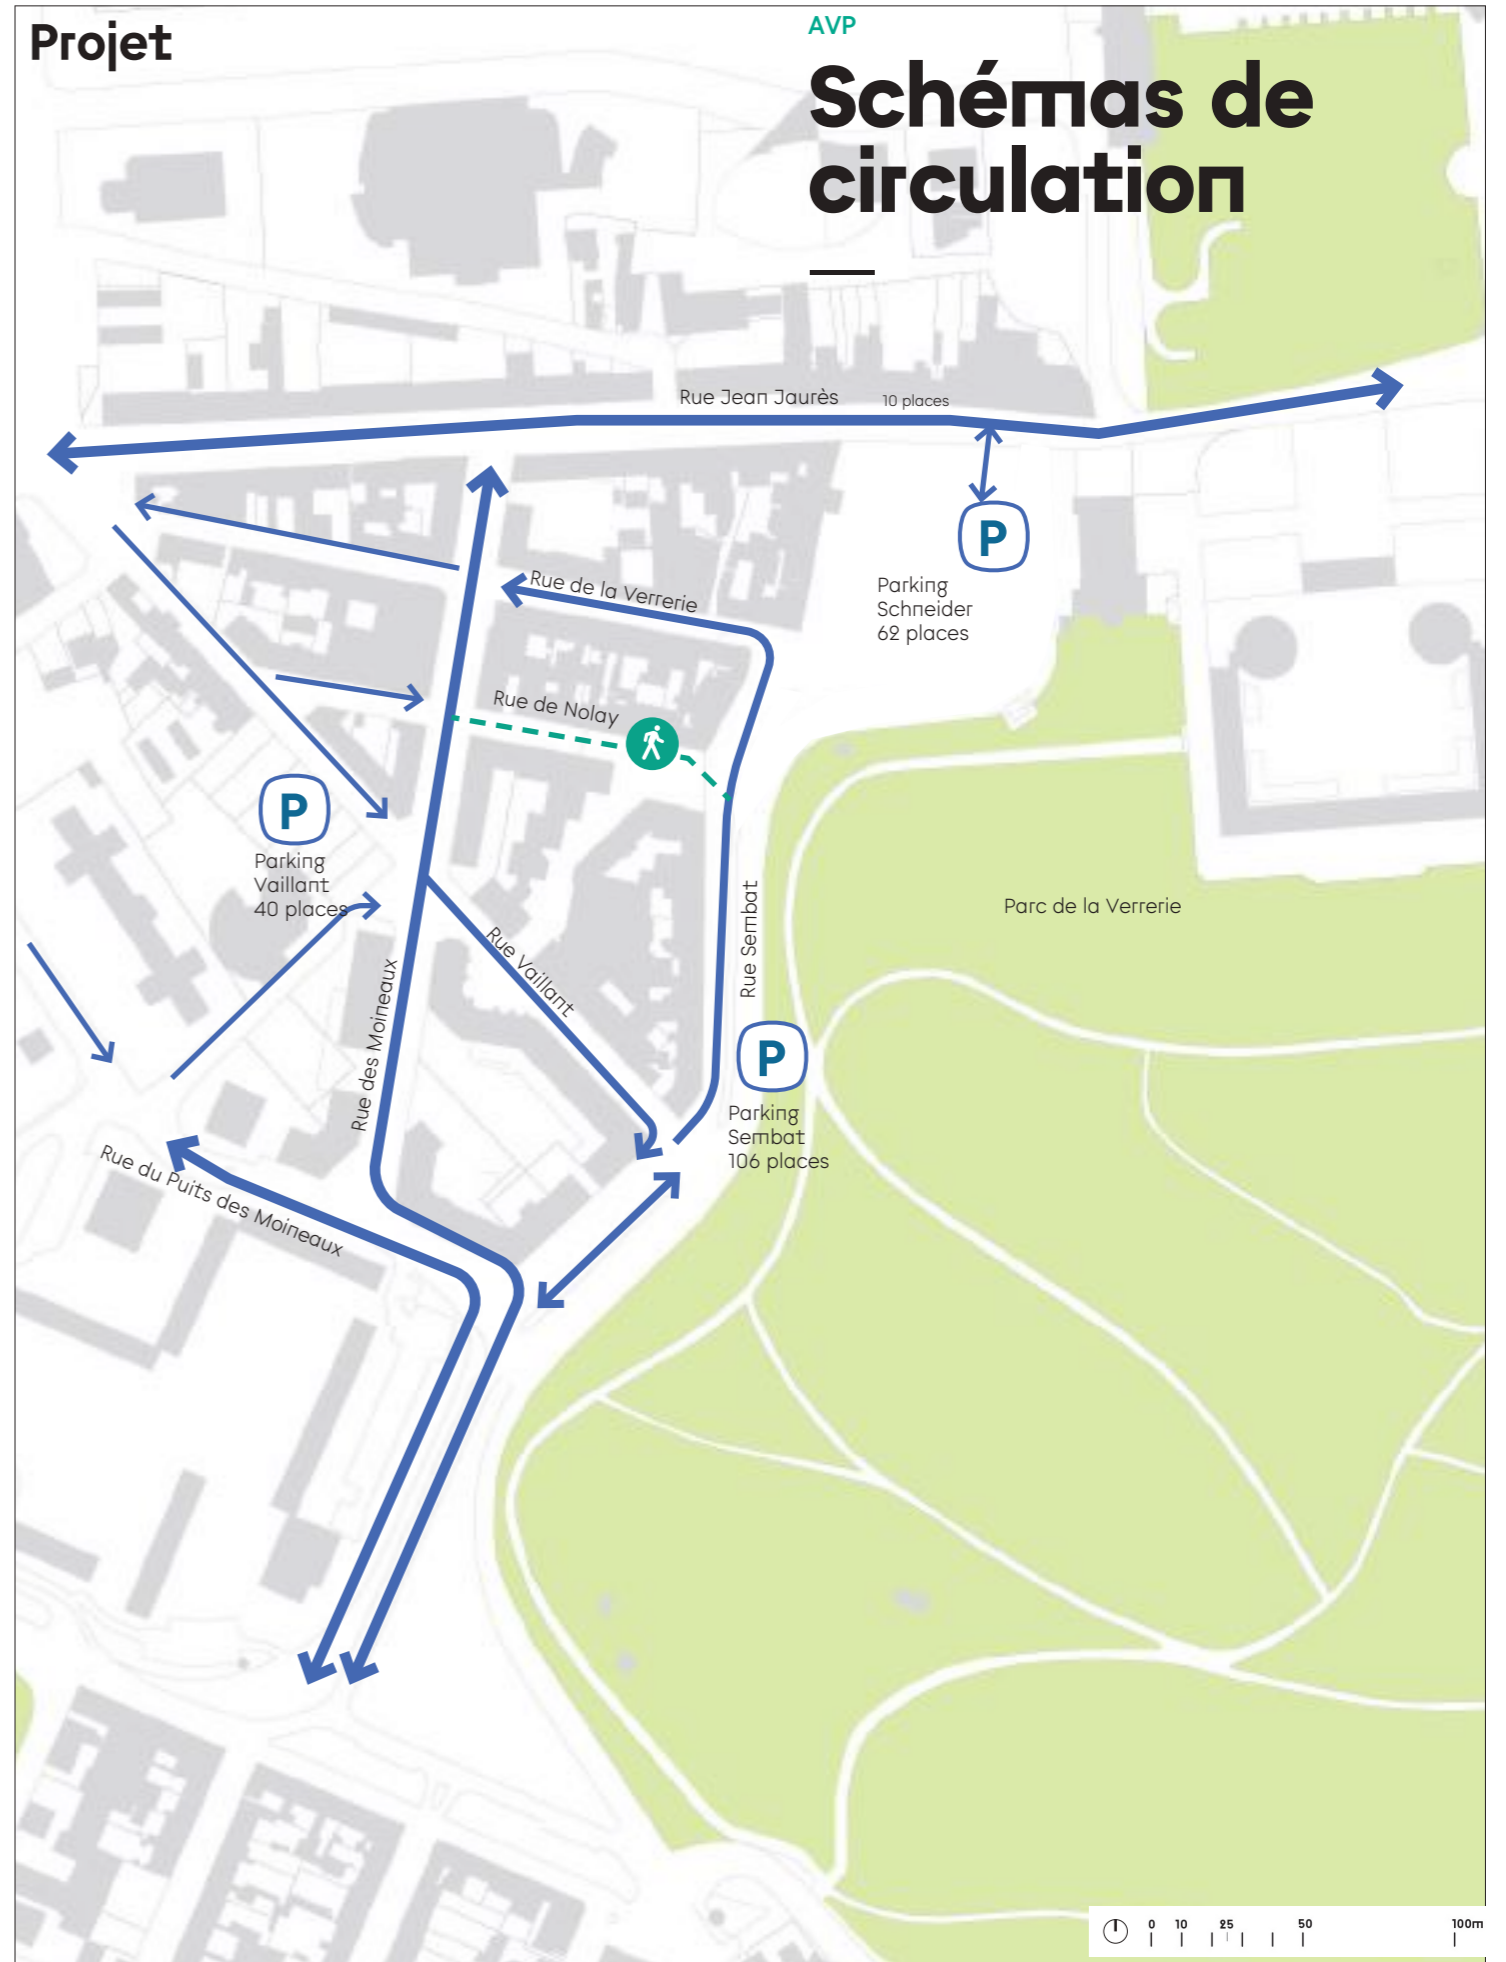 Projet
AVP
Schémas de
circulation
Rue Jean Jaurès
10 places
P
Parking
Schneider
62 places
Rue de la Verrerie
Rue de Nolay
P
Parking
Vaillant
40 places
Rue Vaillant
Rue Sembat
Parc de la Verrerie
Rue des Moineaux
P
Parking
Sembat
106 places
Rue du Puits des Moineaux
0 10 25 50 100m